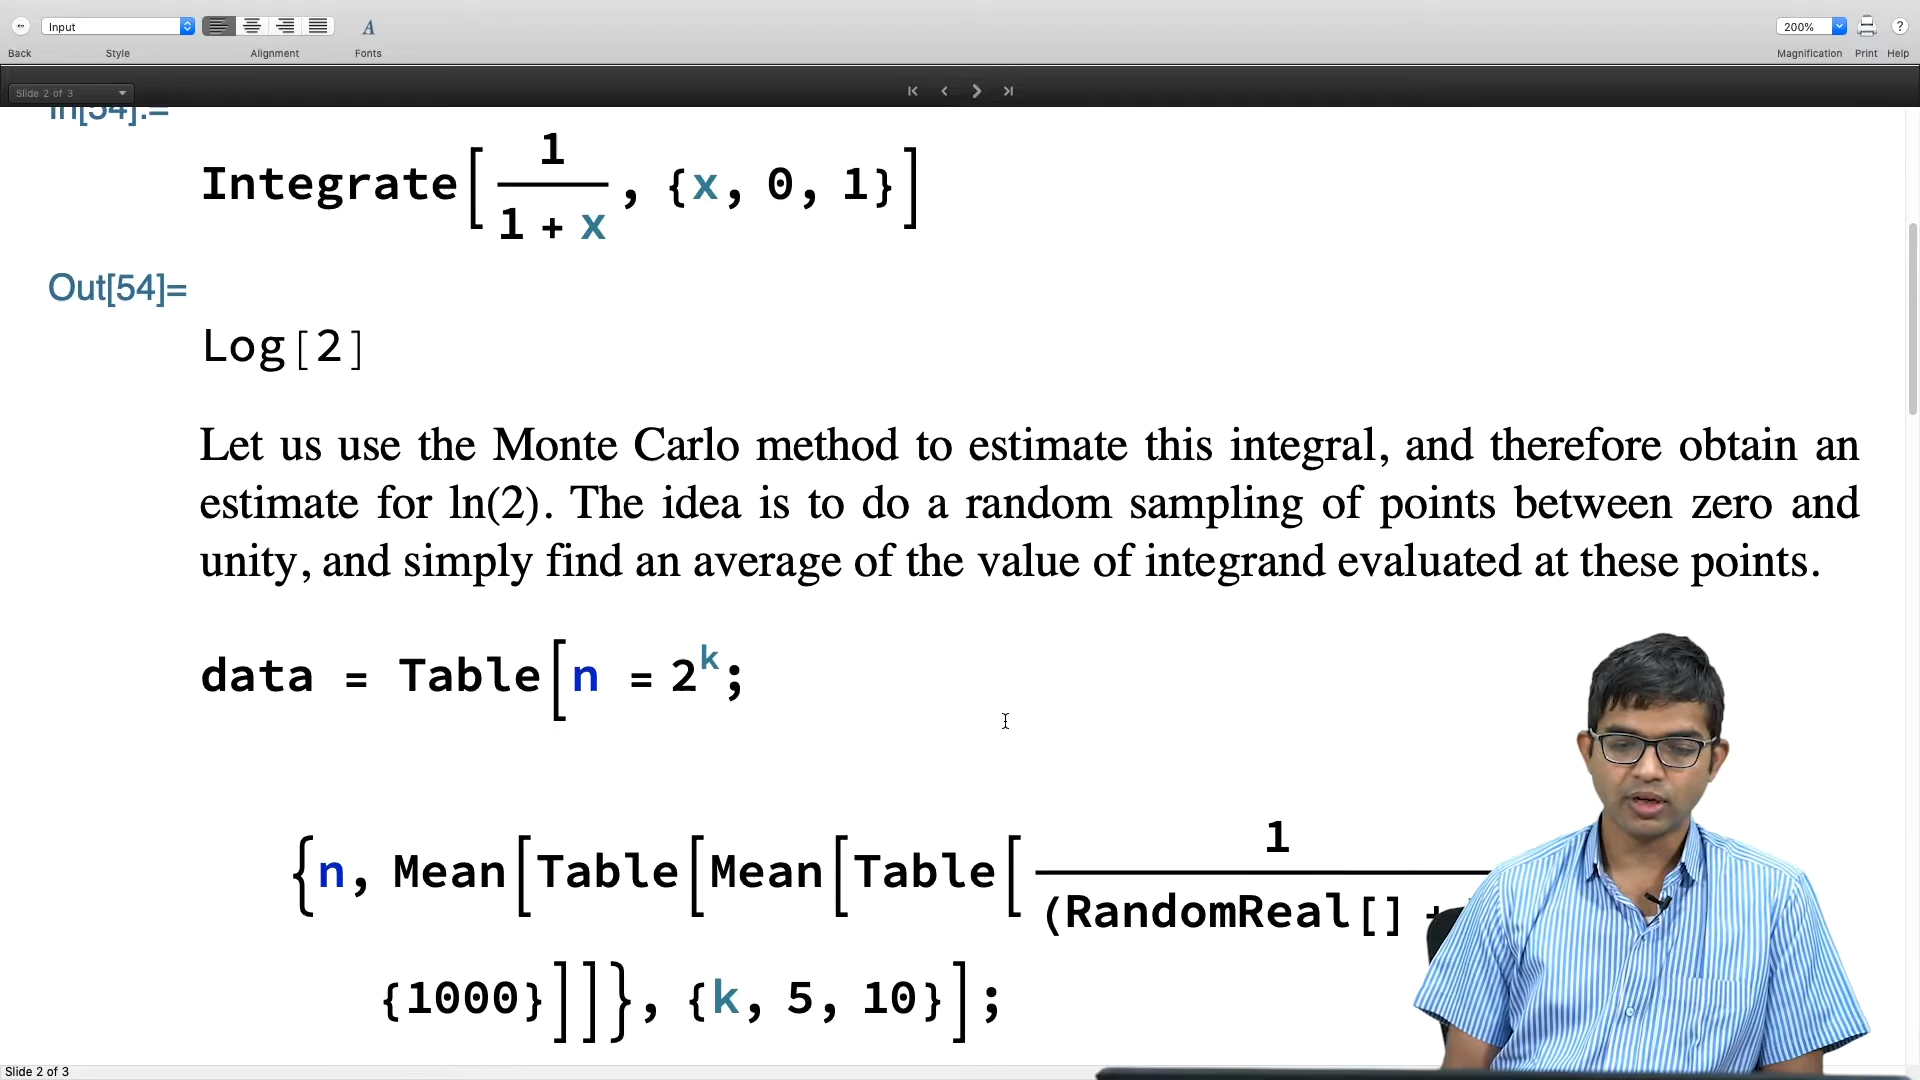 Input
200%
Back Style Alignment Fonts Magnification Print Help
Slide 2 of 3
In[54]:=
Integrate[1/(1 + x), {x, 0, 1}]
Out[54]=
Log[2]
Let us use the Monte Carlo method to estimate this integral, and therefore obtain an
estimate for ln(2). The idea is to do a random sampling of points between zero and
unity, and simply find an average of the value of integrand evaluated at these points.
data = Table[n = 2^k;
{n, Mean[Table[Mean[Table[1/(RandomReal[] +
{1000}]]}, {k, 5, 10}];
Slide 2 of 3